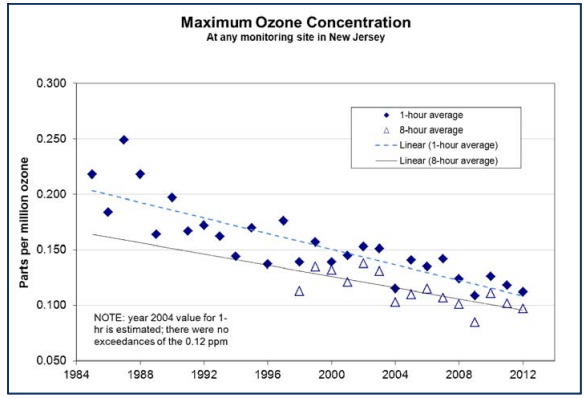 Maximum Ozone Concentration
At any monitoring site in New Jersey
Parts per million ozone
0.300
0.250
0.200
0.150
0.100
0.050
1-hour average
8-hour average
Linear (1-hour average)
Linear (8-hour average)
NOTE: year 2004 value for 1-
hr is estimated; there were no
exceedances of the 0.12 ppm
1984
1988
1992
1996
2000
2004
2008
2012